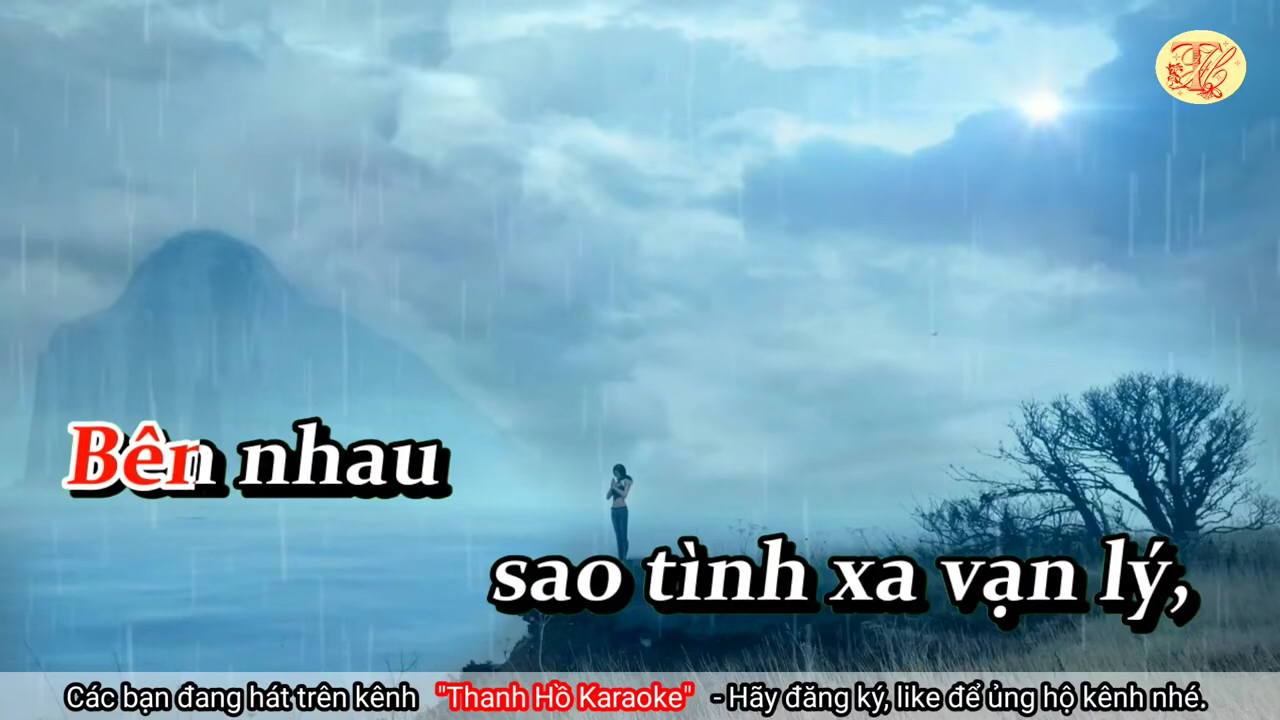 Bên nhau
sao tình xa vạn lý,
Các bạn đang hát trên kênh "Thanh Hồ Karaoke" - Hãy đăng ký, like để ủng hộ kênh nhé.